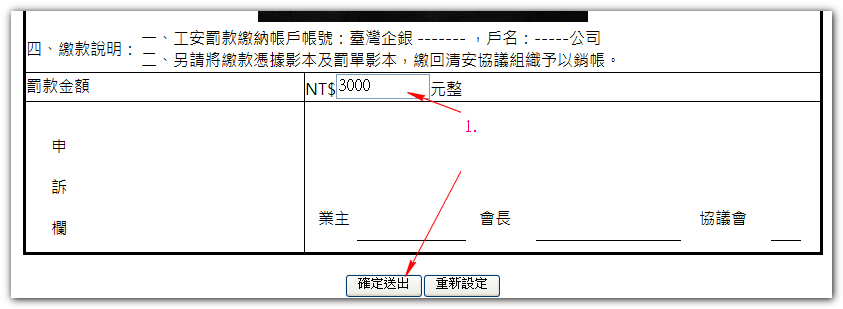 四、繳款說明：
一、工安罰款繳納帳戶帳號：臺灣企銀 ------- ，戶名：-----公司
二、另請將繳款憑據影本及罰單影本，繳回清安協議組織予以銷帳。
罰款金額
NT$3000元整
1.
申
訴
欄
業主
會長
協議會
確定送出
重新設定